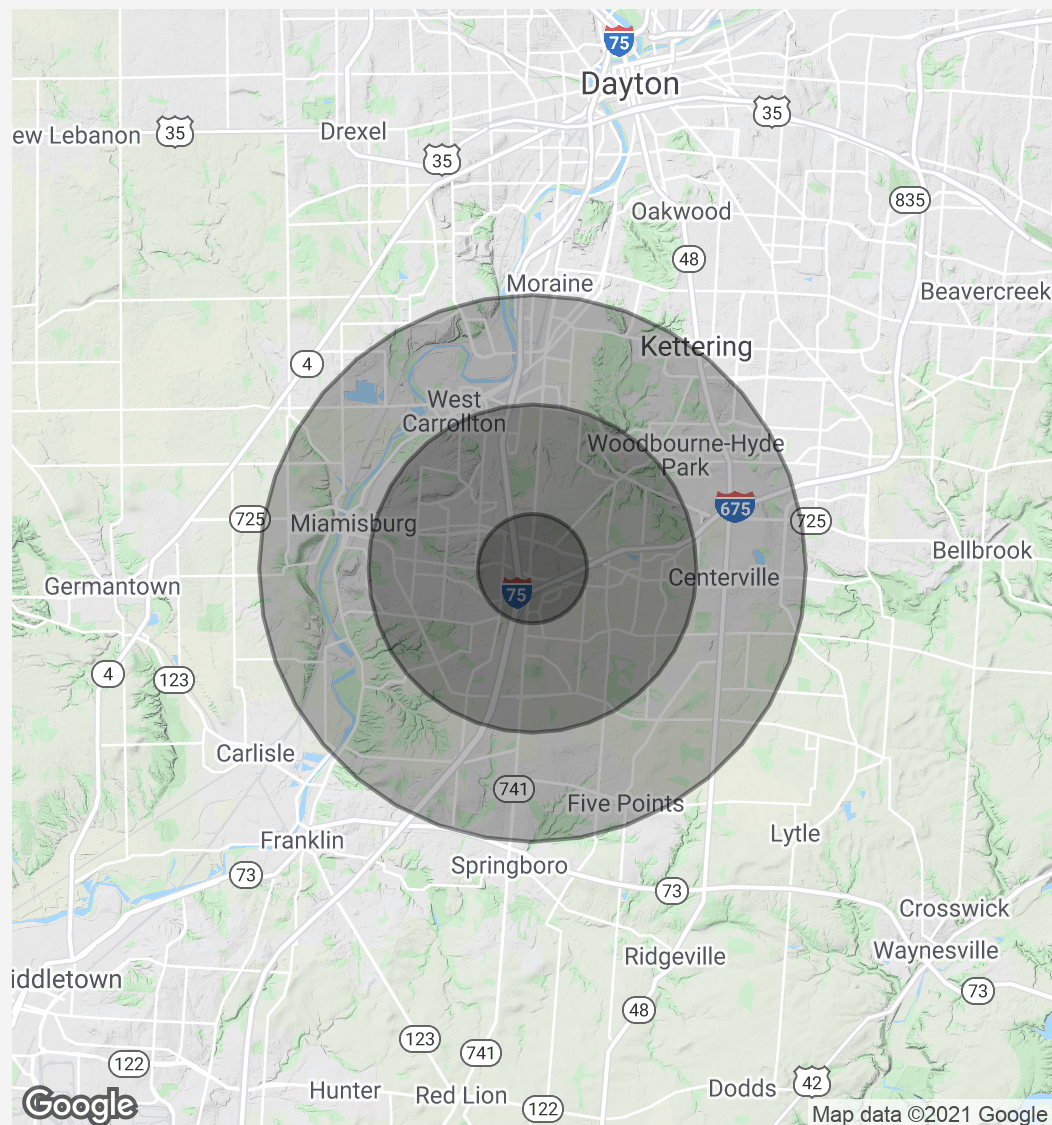 75
Dayton
35
ew Lebanon
35
Drexel
35
835
Oakwood
48
Moraine
Beavercreek
Kettering
4
West
Carrollton
Woodbourne-Hyde
Park
675
725
Miamisburg
725
Bellbrook
Germantown
Centerville
75
4
123
Carlisle
741
Five Points
Lytle
Franklin
Springboro
73
73
Crosswick
Waynesville
Ridgeville
iddletown
73
48
123
741
122
Hunter
Red Lion
Dodds
42
122
Google
Map data ©2021 Google